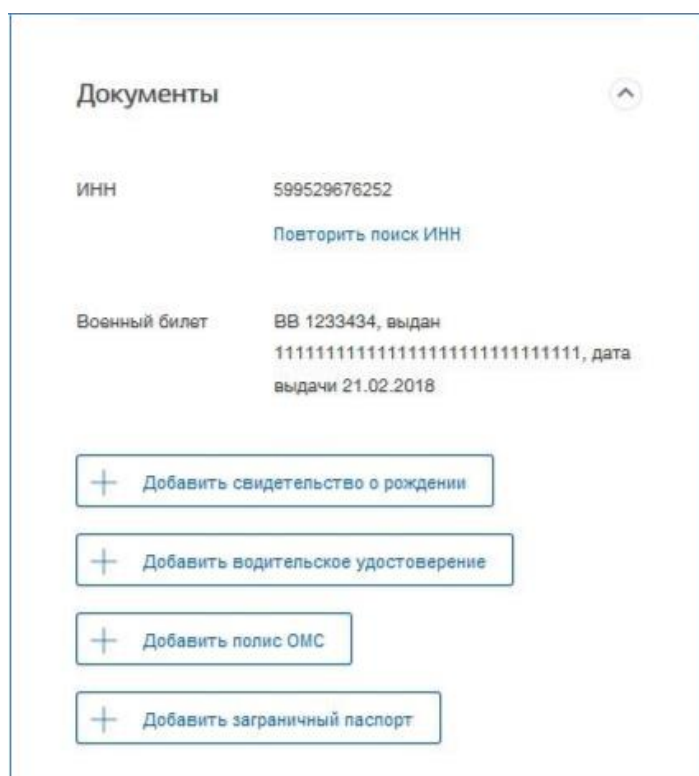 Документы
ИНН 599529676252
Повторить поиск ИНН
Военный билет ВВ 1233434, выдан
1111111111111111111111111111111, дата
выдачи 21.02.2018
Добавить свидетельство о рождении
Добавить водительское удостоверение
Добавить полис ОМС
Добавить заграничный паспорт